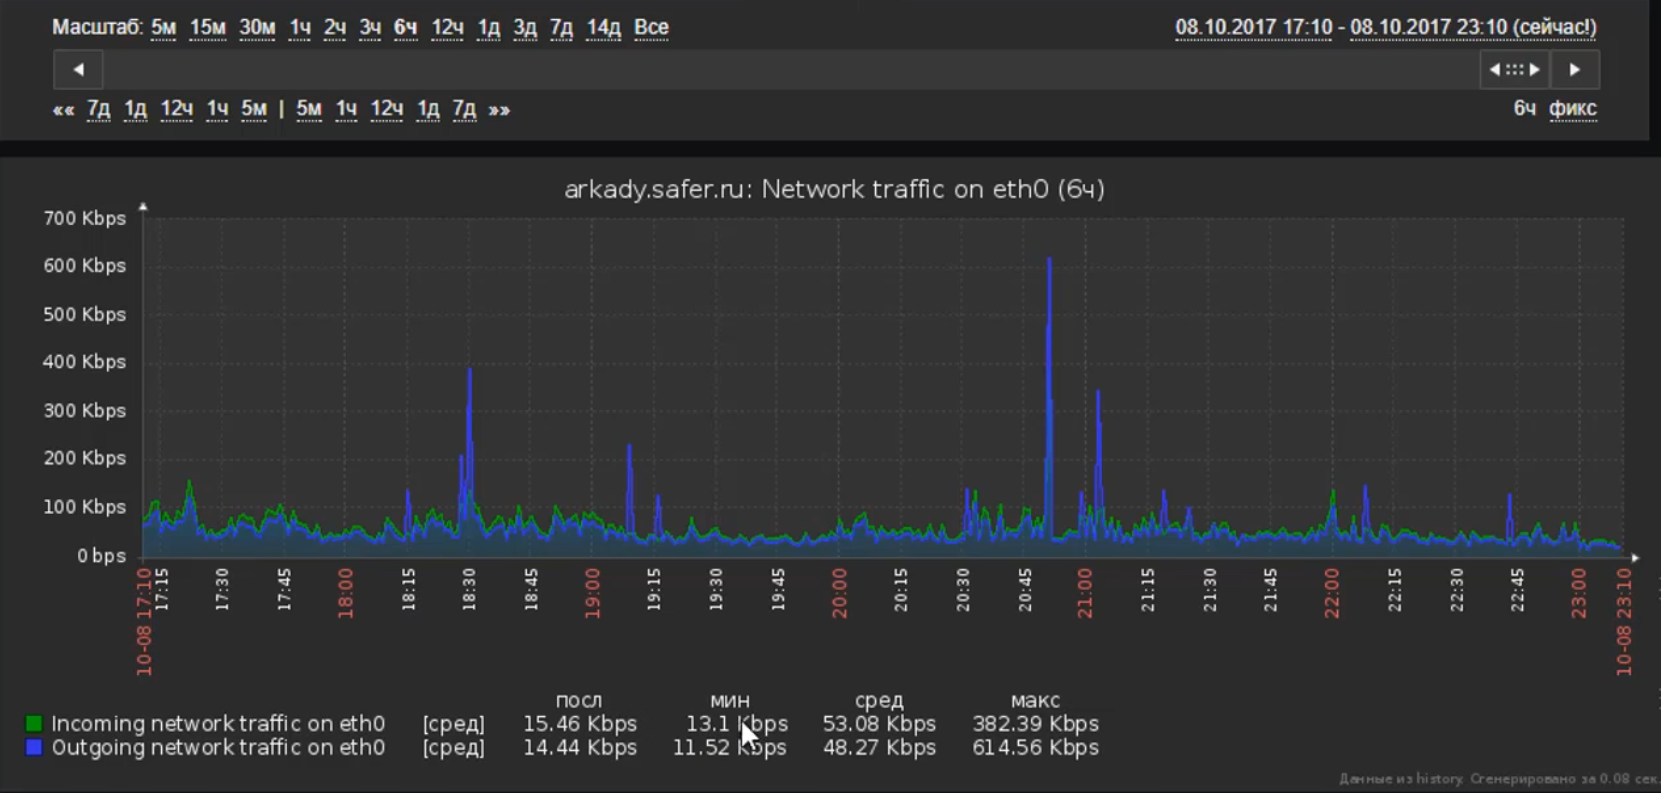 Масштаб: 5м 15м 30м 1ч 2ч 3ч 6ч 12ч 1д 3д 7д 14д Все 08.10.2017 17:10 - 08.10.2017 23:10 (сейчас!)
«« 7д 1д 12ч 1ч 5м | 5м 1ч 12ч 1д 7д »» 6ч фикс
arkady.safer.ru: Network traffic on eth0 (6ч)
700 Kbps
600 Kbps
500 Kbps
400 Kbps
300 Kbps
200 Kbps
100 Kbps
0 bps
10-08 17:10 17:15 17:30 17:45 18:00 18:15 18:30 18:45 19:00 19:15 19:30 19:45 20:00 20:15 20:30 20:45 21:00 21:15 21:30 21:45 22:00 22:15 22:30 22:45 23:00 10-08 23:10
посл мин сред макс
Incoming network traffic on eth0 [сред] 15.46 Kbps 13.1 Kbps 53.08 Kbps 382.39 Kbps
Outgoing network traffic on eth0 [сред] 14.44 Kbps 11.52 Kbps 48.27 Kbps 614.56 Kbps
Данные из history. Сгенерировано за 0.08 сек.